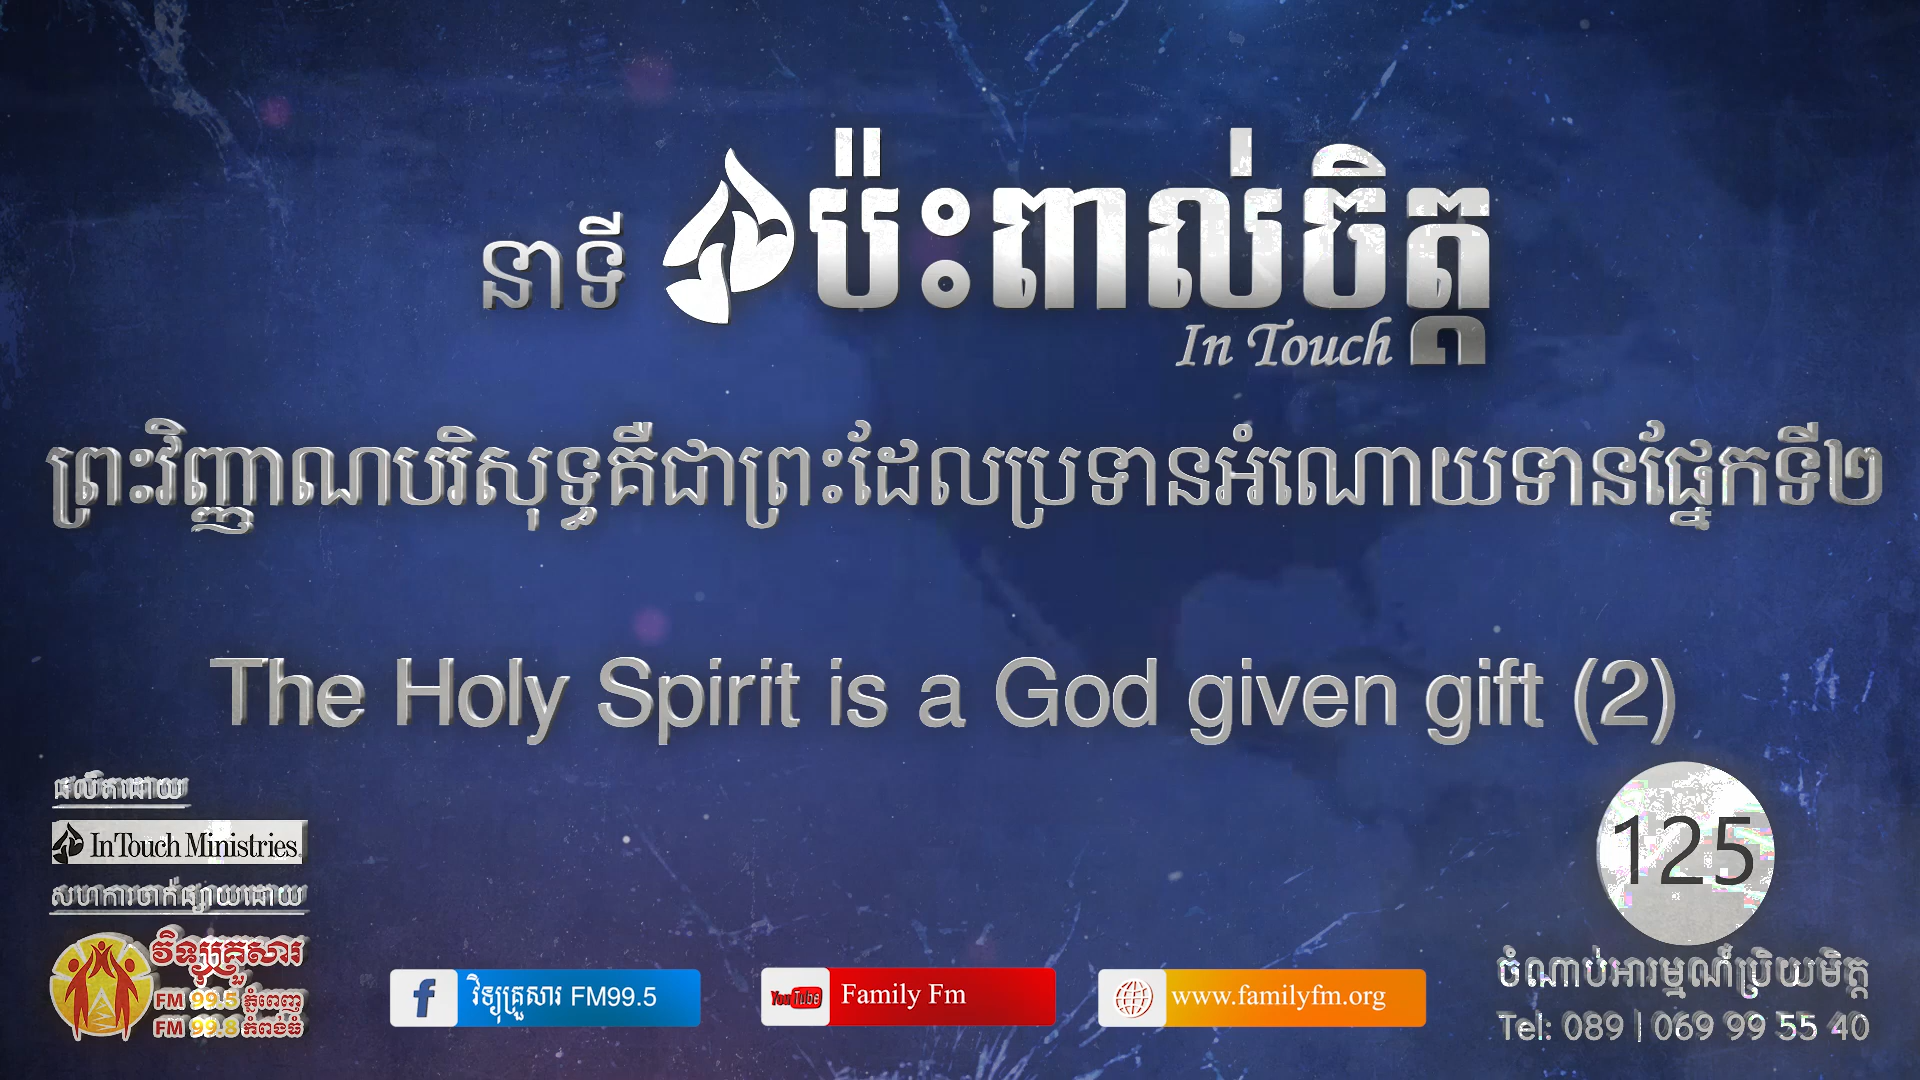 នាទី ប៉ះពាល់ចិត្ត
In Touch
ព្រះវិញ្ញាណបរិសុទ្ធគឺជាព្រះដែលប្រទានអំណោយទានផ្នែកទី២
The Holy Spirit is a God given gift (2)
ផលិតដោយ
In Touch Ministries
សហការចាក់ផ្សាយដោយ
វិទ្យុគ្រួសារ
FM 99.5 ភ្នំពេញ
FM 99.8 កំពង់ធំ
វិទ្យុគ្រួសារ FM99.5
YouTube Family Fm
www.familyfm.org
125
ចំណាប់អារម្មណ៍ប្រិយមិត្ត
Tel: 089 | 069 99 55 40